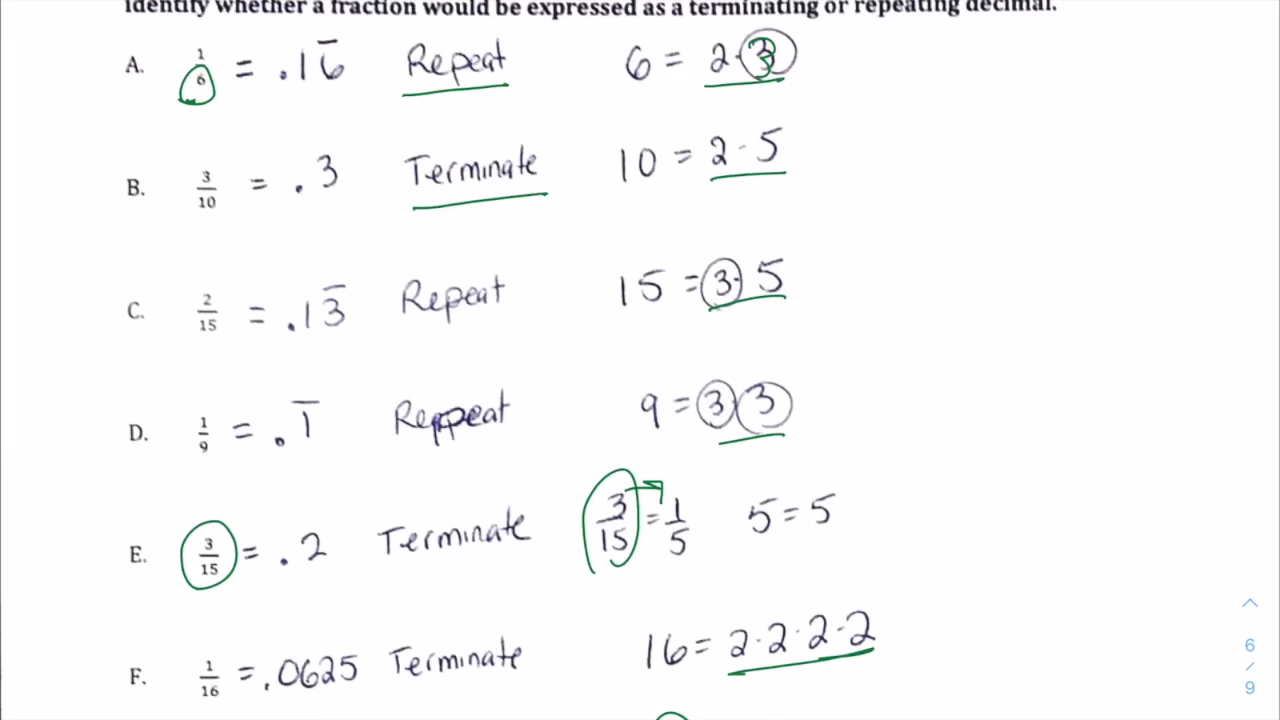 identify whether a fraction would be expressed as a terminating or repeating decimal.
A. 1/6 = .16̅ Repeat 6 = 2·3
B. 3/10 = .3 Terminate 10 = 2·5
C. 2/15 = .13̅ Repeat 15 = 3·5
D. 1/9 = .1̅ Reppeat 9 = 3 3
E. 3/15 = .2 Terminate 3/15 = 1/5 5 = 5
F. 1/16 = .0625 Terminate 16 = 2·2·2·2
6
/
9